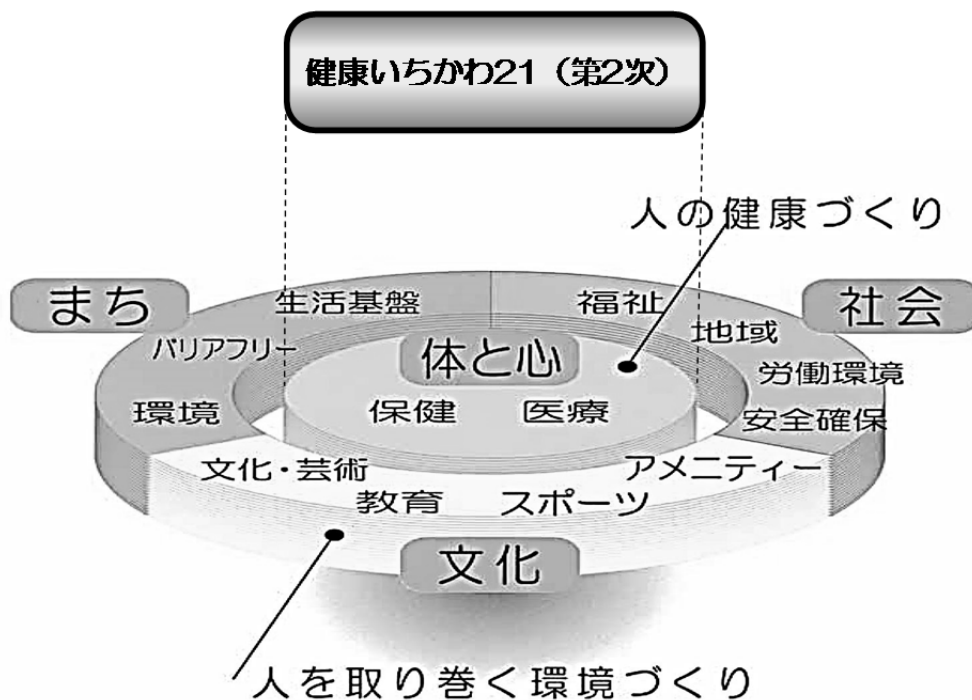 健康いちかわ21（第2次）
人の健康づくり
まち
社会
生活基盤
福祉
バリアフリー
地域
体と心
労働環境
環境
保健
医療
安全確保
文化・芸術
アメニティー
教育
スポーツ
文化
人を取り巻く環境づくり